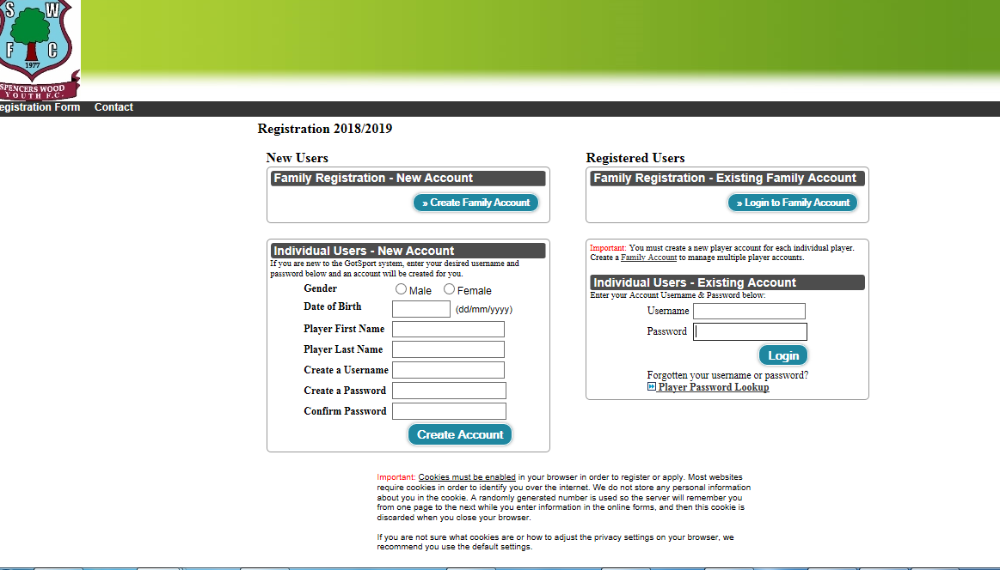 S W
F C
1977
SPENCERS WOOD
YOUTH F.C.
egistration Form Contact
Registration 2018/2019
New Users
Family Registration - New Account
» Create Family Account
Individual Users - New Account
If you are new to the GotSport system, enter your desired username and
password below and an account will be created for you.
Gender Male Female
Date of Birth (dd/mm/yyyy)
Player First Name
Player Last Name
Create a Username
Create a Password
Confirm Password
Create Account
Registered Users
Family Registration - Existing Family Account
» Login to Family Account
Important: You must create a new player account for each individual player.
Create a Family Account to manage multiple player accounts.
Individual Users - Existing Account
Enter your Account Username & Password below:
Username
Password
Login
Forgotten your username or password?
Player Password Lookup
Important: Cookies must be enabled in your browser in order to register or apply. Most websites
require cookies in order to identify you over the internet. We do not store any personal information
about you in the cookie. A randomly generated number is used so the server will remember you
from one page to the next while you enter information in the online forms, and then this cookie is
discarded when you close your browser.
If you are not sure what cookies are or how to adjust the privacy settings on your browser, we
recommend you use the default settings.